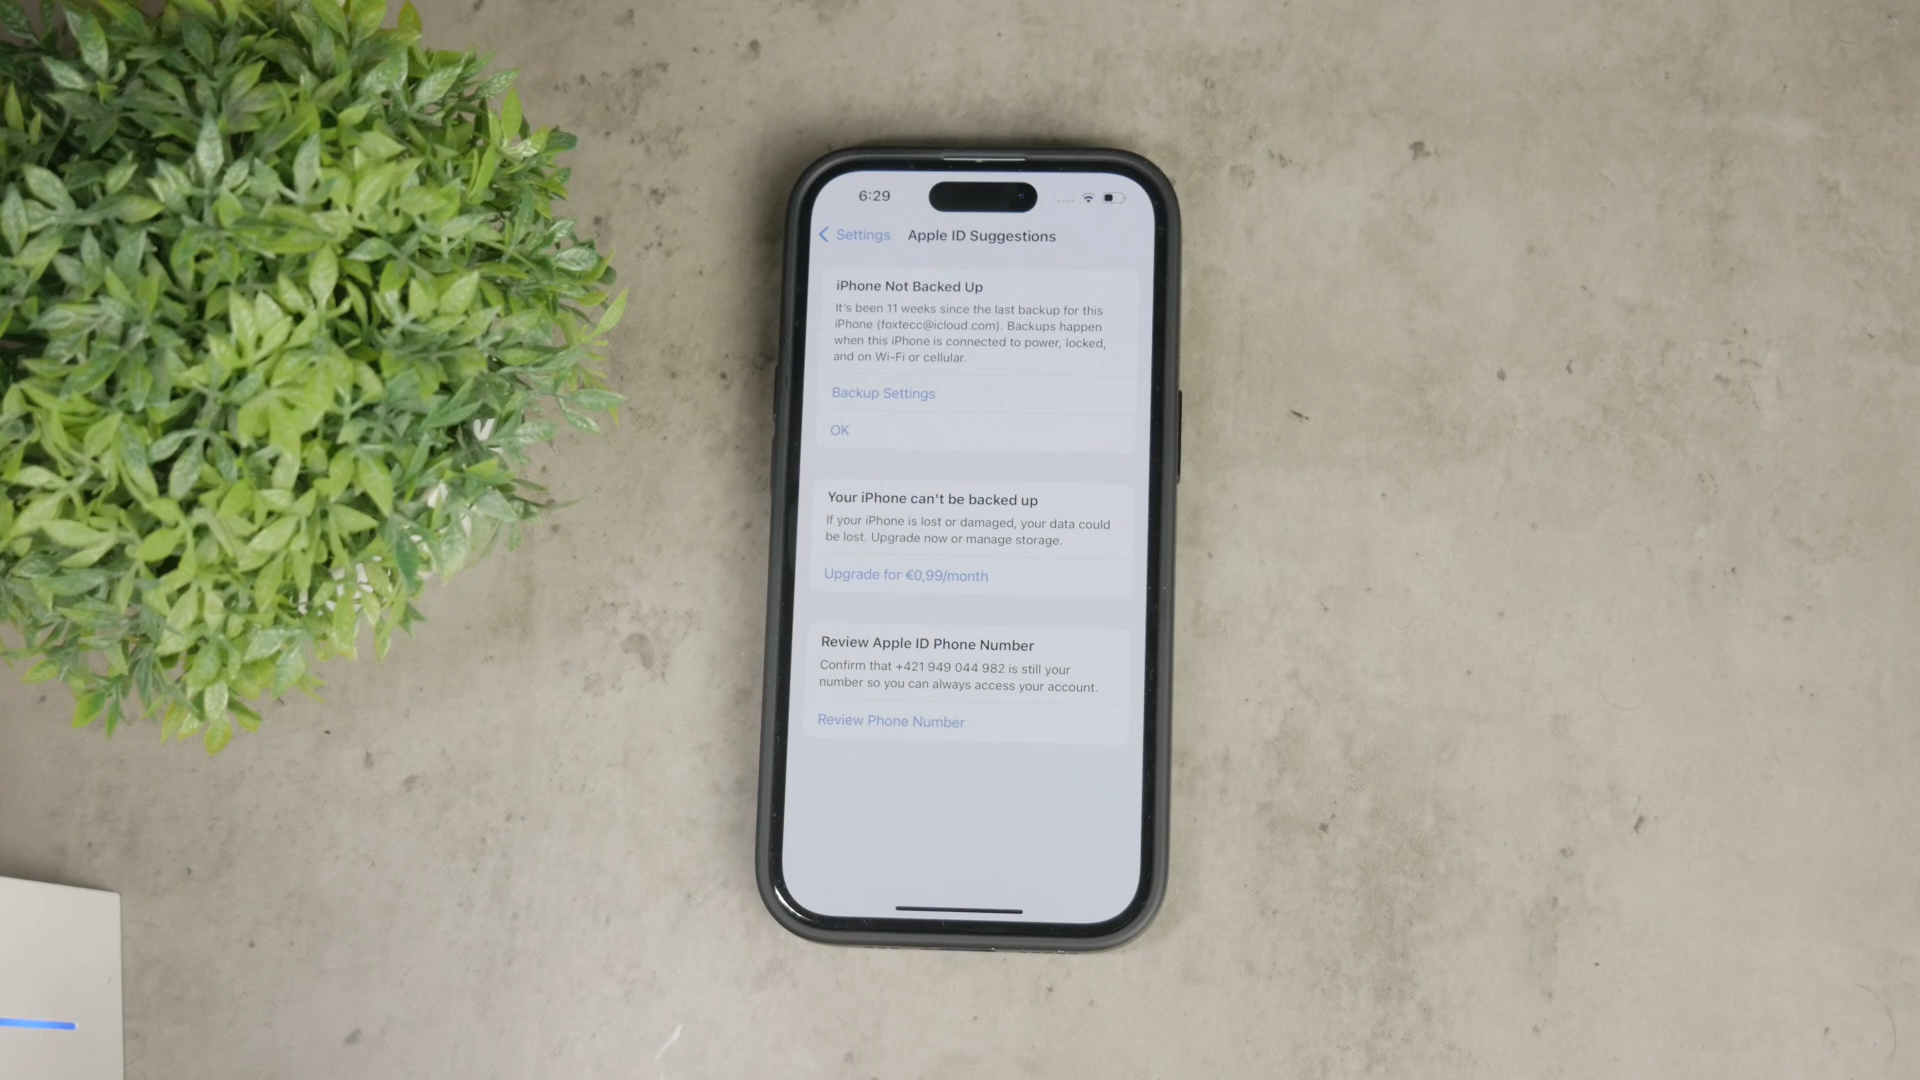 6:29
Settings Apple ID Suggestions
iPhone Not Backed Up
It's been 11 weeks since the last backup for this
iPhone (foxtecc@icloud.com). Backups happen
when this iPhone is connected to power, locked,
and on Wi-Fi or cellular.
Backup Settings
OK
Your iPhone can't be backed up
If your iPhone is lost or damaged, your data could
be lost. Upgrade now or manage storage.
Upgrade for €0,99/month
Review Apple ID Phone Number
Confirm that +421 949 044 982 is still your
number so you can always access your account.
Review Phone Number